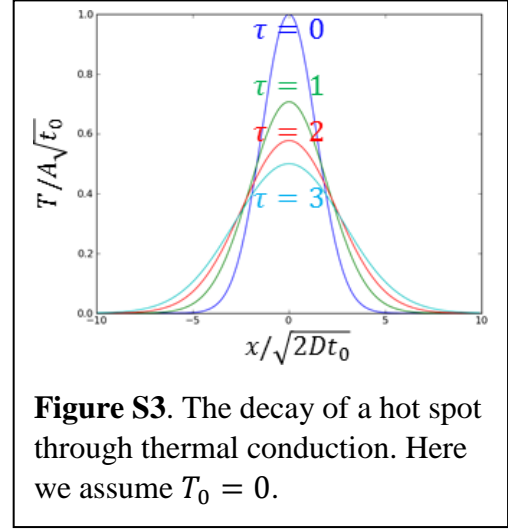 1.0
τ = 0
0.8
τ = 1
0.6
τ = 2
T/A√t₀
0.4
τ = 3
0.2
0.0
−10 −5 0 5 10
x/√2Dt₀
Figure S3. The decay of a hot spot
through thermal conduction. Here
we assume T₀ = 0.